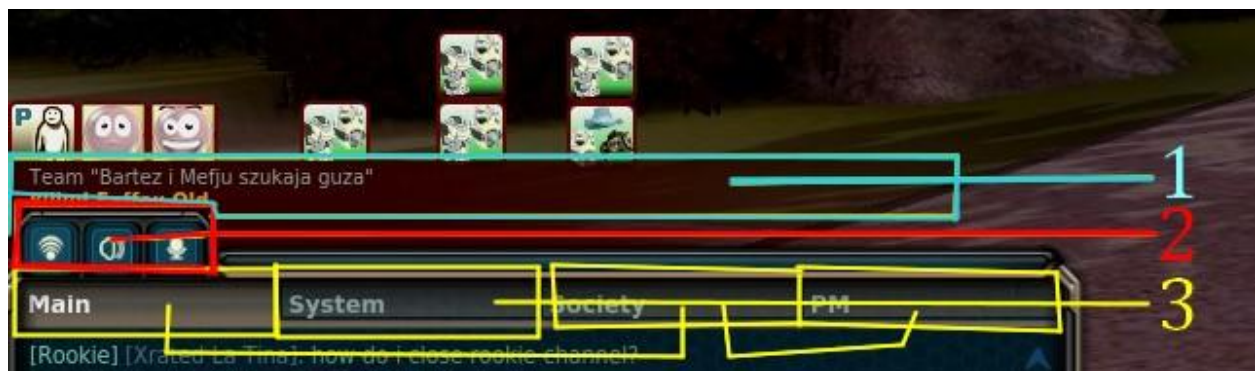 P
Team "Bartez i Mefju szukaja guza"
1
Old
2
Main System Society PM
3
[Rookie] [Xrated La Tina]: how do i close rookie channel?